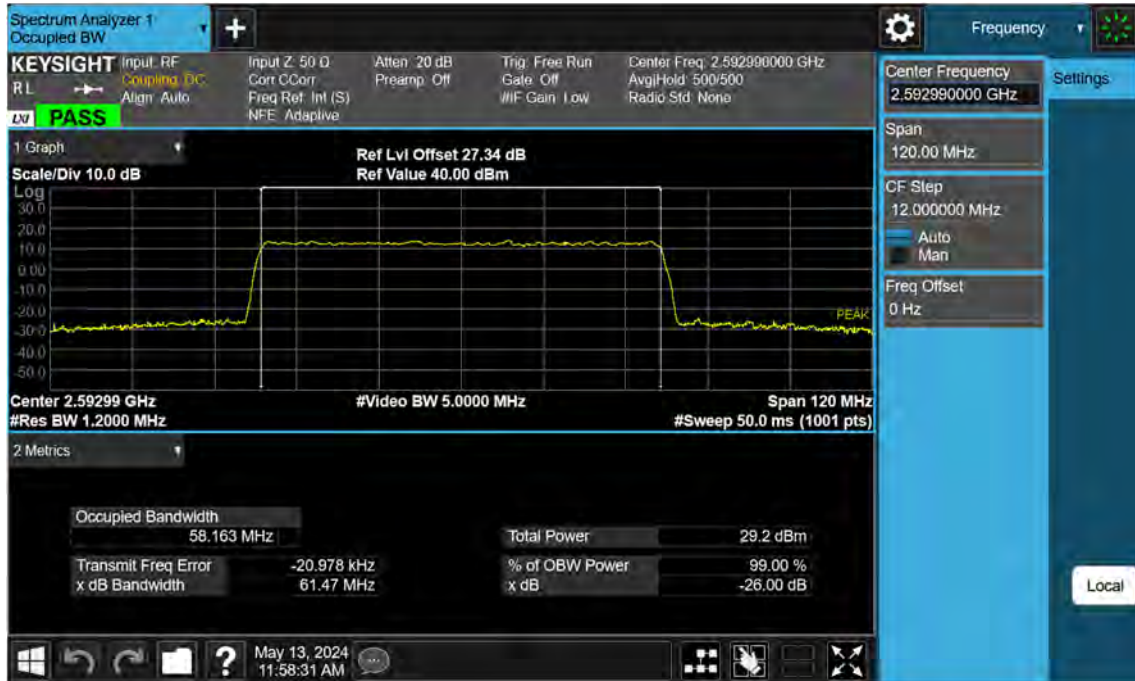 Spectrum Analyzer 1
Occupied BW
+
Frequency
KEYSIGHT
RL
LXI
PASS
Input: RF
Coupling: DC
Align: Auto
Input Z: 50 Ω
Corr CCorr
Freq Ref: Int (S)
NFE: Adaptive
Atten: 20 dB
Preamp: Off
Trig: Free Run
Gate: Off
#IF Gain: Low
Center Freq: 2.592990000 GHz
Avg|Hold: 500/500
Radio Std: None
Center Frequency
2.592990000 GHz
Settings
Span
120.00 MHz
CF Step
12.000000 MHz
Auto
Man
Freq Offset
0 Hz
Local
1 Graph
Scale/Div 10.0 dB
Ref Lvl Offset 27.34 dB
Ref Value 40.00 dBm
Log
30.0
20.0
10.0
0.00
-10.0
-20.0
-30.0
-40.0
-50.0
PEAK
Center 2.59299 GHz
#Res BW 1.2000 MHz
#Video BW 5.0000 MHz
Span 120 MHz
#Sweep 50.0 ms (1001 pts)
2 Metrics
Occupied Bandwidth
58.163 MHz
Total Power 29.2 dBm
Transmit Freq Error -20.978 kHz
% of OBW Power 99.00 %
x dB Bandwidth 61.47 MHz
x dB -26.00 dB
?
May 13, 2024
11:58:31 AM